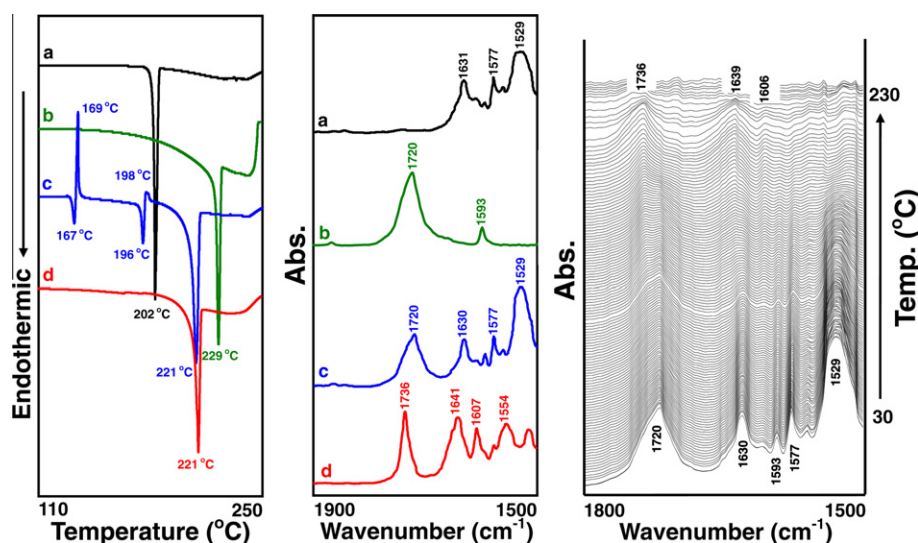 Endothermic
a
b
c
d
169 °C
198 °C
167 °C
196 °C
202 °C
229 °C
221 °C
221 °C
110
250
Temperature (°C)
Abs.
1631
1577
1529
a
1720
1593
b
1720
1630
1577
1529
c
1736
1641
1607
1554
d
1900
1500
Wavenumber (cm⁻¹)
Abs.
1736
1639
1606
230
Temp. (°C)
30
1720
1630
1593
1577
1529
1800
1500
Wavenumber (cm⁻¹)